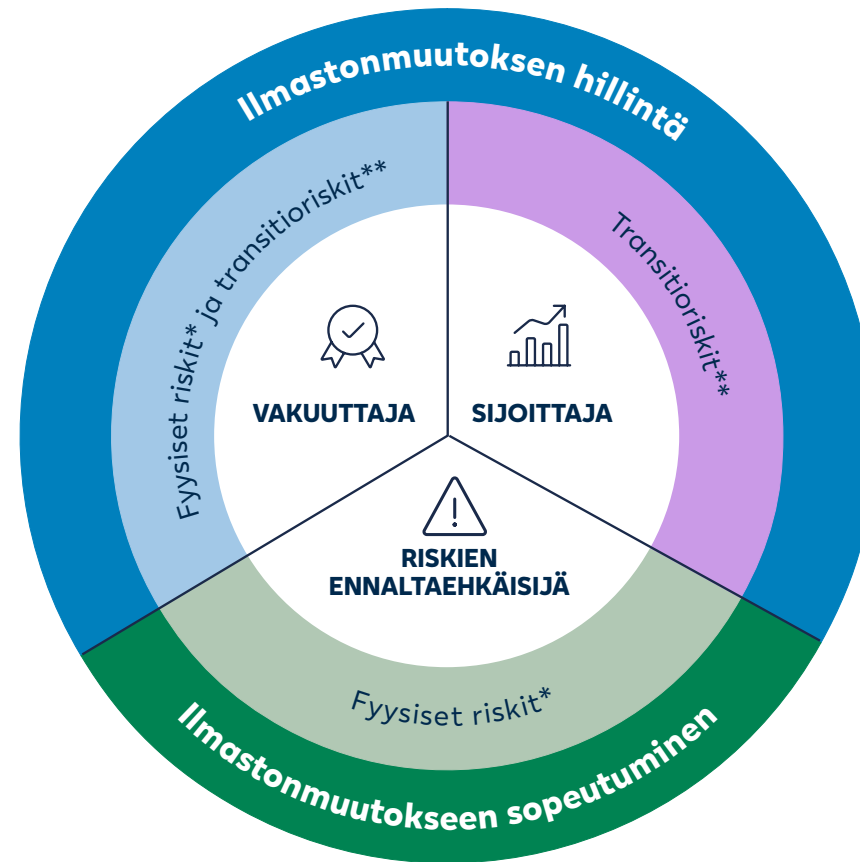 Ilmastonmuutoksen hillintä
Fyysiset riskit* ja transitioriskit**
Transitioriskit**
VAKUUTTAJA
SIJOITTAJA
RISKIEN
ENNALTAEHKÄISIJÄ
Fyysiset riskit*
Ilmastonmuutokseen sopeutuminen